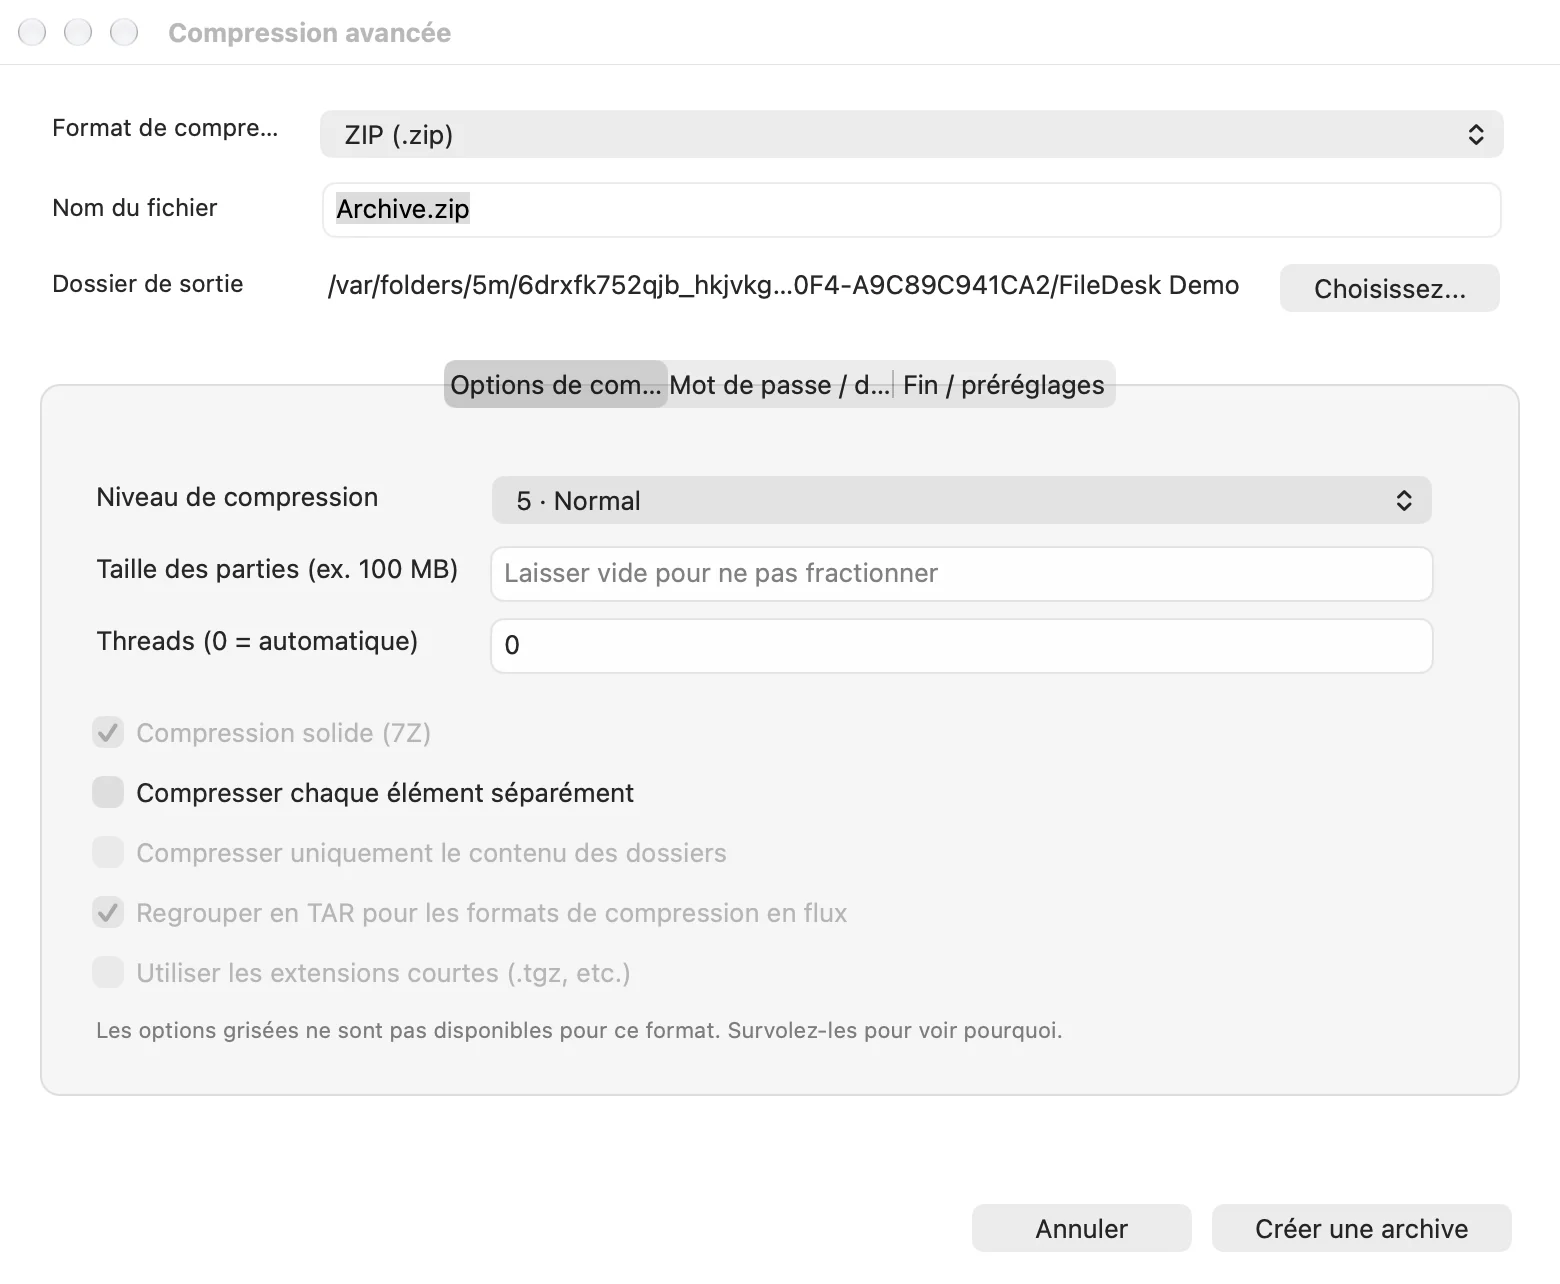 Compression avancée
Format de compre...
ZIP (.zip)
Nom du fichier
Archive.zip
Dossier de sortie
/var/folders/5m/6drxfk752qjb_hkjvkg...0F4-A9C89C941CA2/FileDesk Demo
Choisissez...
Options de com...
Mot de passe / d...
Fin / préréglages
Niveau de compression
5 · Normal
Taille des parties (ex. 100 MB)
Laisser vide pour ne pas fractionner
Threads (0 = automatique)
0
Compression solide (7Z)
Compresser chaque élément séparément
Compresser uniquement le contenu des dossiers
Regrouper en TAR pour les formats de compression en flux
Utiliser les extensions courtes (.tgz, etc.)
Les options grisées ne sont pas disponibles pour ce format. Survolez-les pour voir pourquoi.
Annuler
Créer une archive